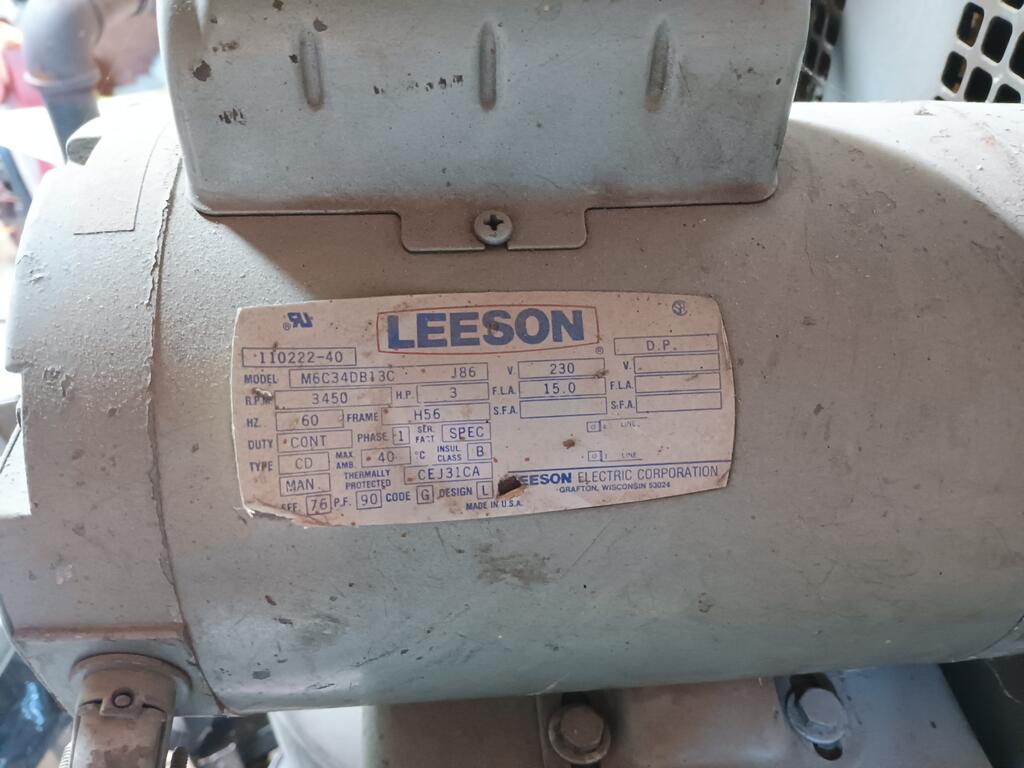 LEESON
®
110222-40
D.P.
MODEL M6C34DB13C J86 V. 230 V.
R.P.M. 3450 H.P. 3 F.L.A. 15.0 F.L.A.
HZ. 60 FRAME H56 S.F.A. S.F.A.
DUTY CONT PHASE 1 SER. FACT. SPEC LINE
TYPE CD MAX. AMB. 40 °C INSUL CLASS B LINE
MAN. THERMALLY PROTECTED CEJ31CA
EFF. 76 P.F. 90 CODE G DESIGN L
LEESON ELECTRIC CORPORATION
GRAFTON, WISCONSIN 53024
MADE IN U.S.A.